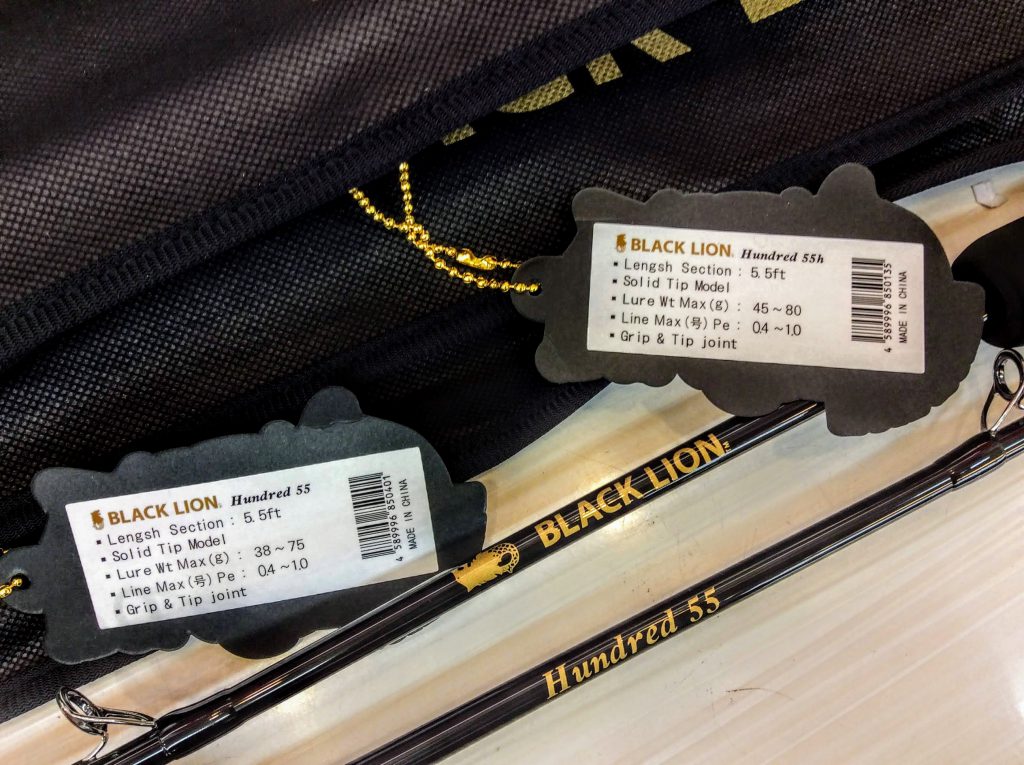 BLACK LION. Hundred 55h
▪ Lengsh Section : 5.5ft
▪ Solid Tip Model
▪ Lure Wt Max(g) : 45～80
▪ Line Max(号) Pe : 0.4～1.0
▪ Grip & Tip joint
4 589996 850135
MADE IN CHINA
BLACK LION. Hundred 55
▪ Lengsh Section : 5.5ft
▪ Solid Tip Model
▪ Lure Wt Max(g) : 38～75
▪ Line Max(号) Pe : 0.4～1.0
▪ Grip & Tip joint
4 589996 850401
MADE IN CHINA
BLACK LION™
Hundred 55